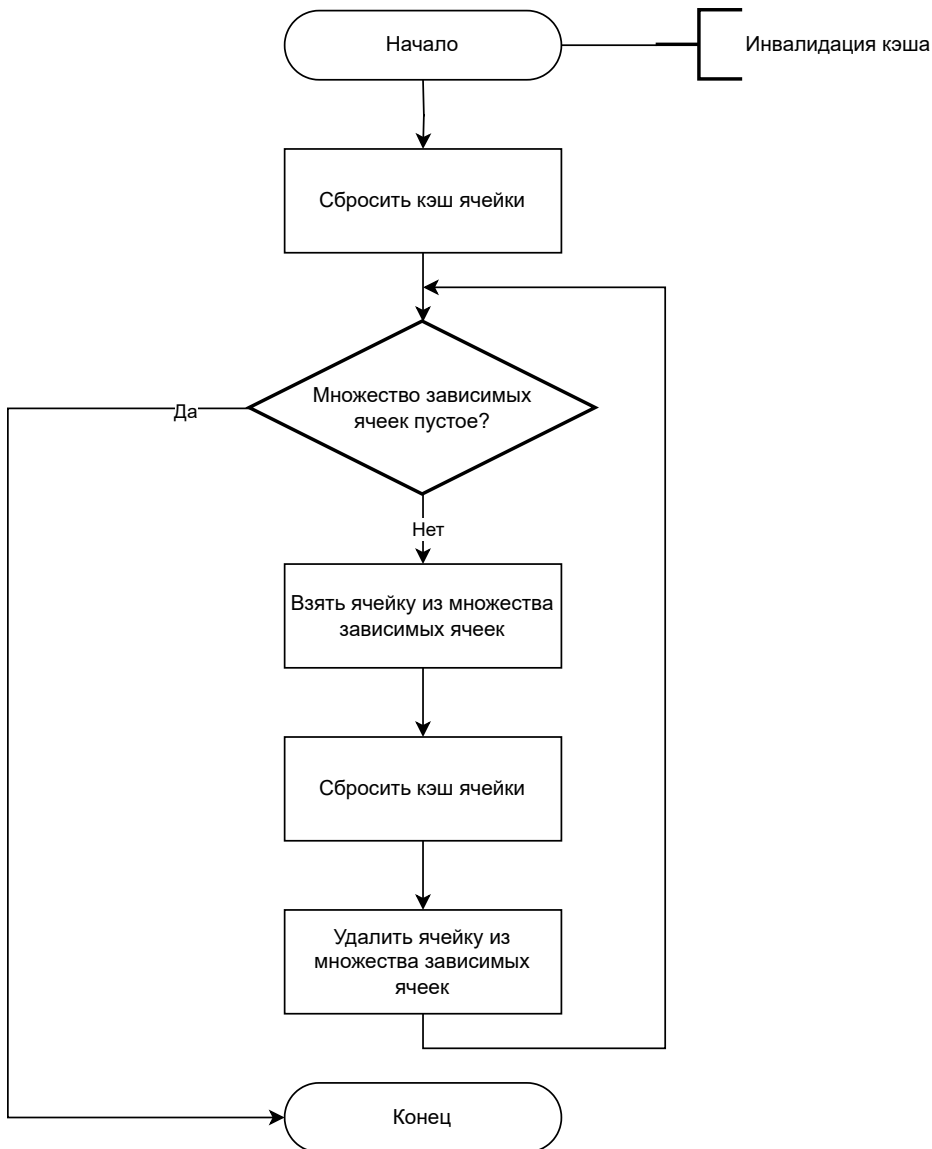 Начало
Инвалидация кэша
Сбросить кэш ячейки
Множество зависимых
ячеек пустое?
Да
Нет
Взять ячейку из множества
зависимых ячеек
Сбросить кэш ячейки
Удалить ячейку из
множества зависимых
ячеек
Конец